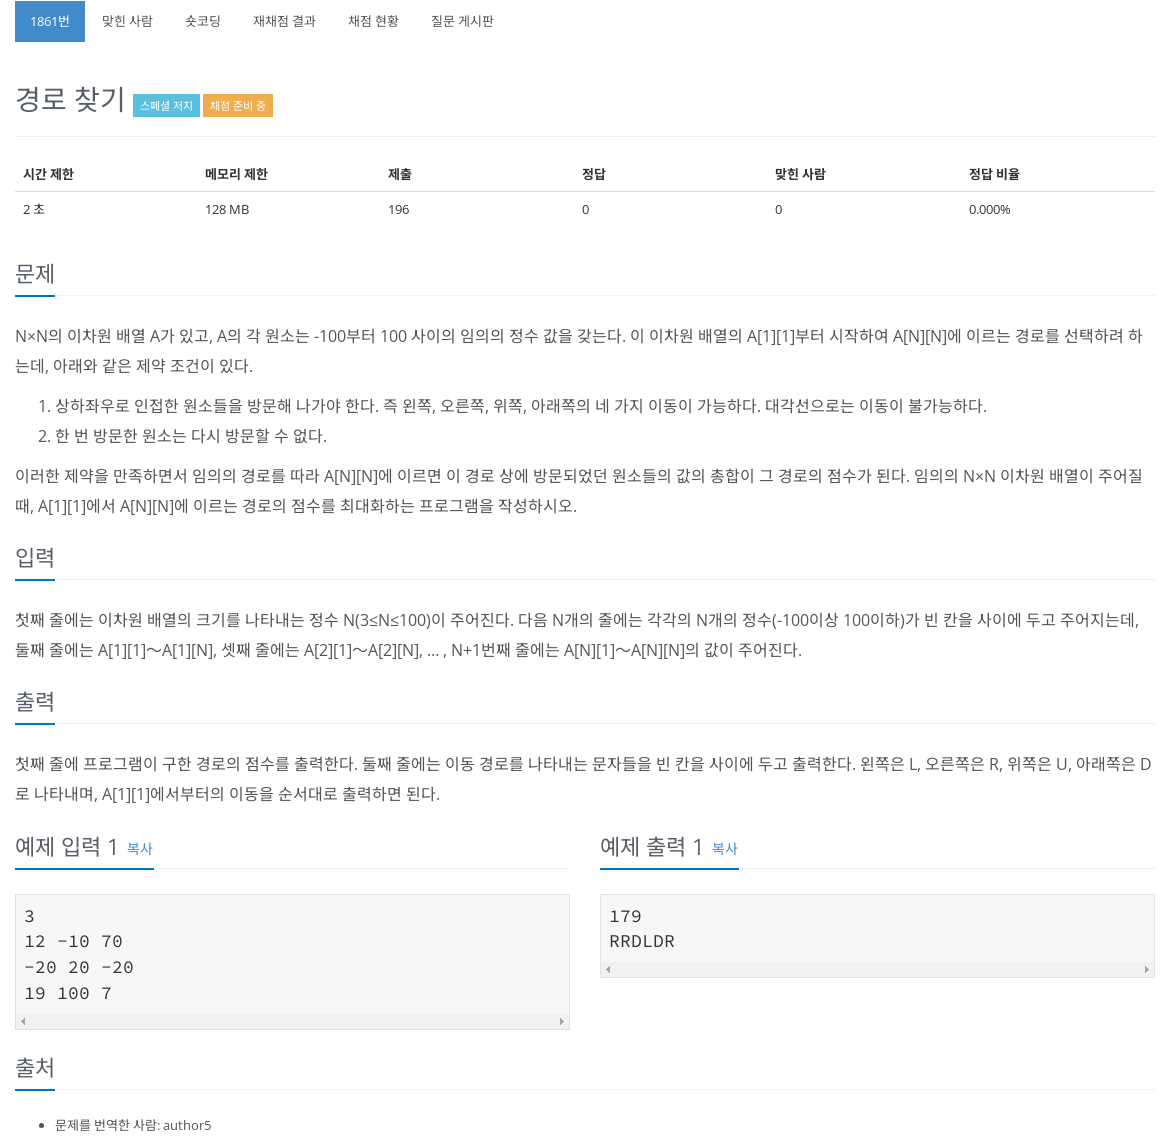 1861번 맞힌 사람 숏코딩 재채점 결과 채점 현황 질문 게시판
경로 찾기 스페셜 저지 채점 준비 중
시간 제한 메모리 제한 제출 정답 맞힌 사람 정답 비율
2 초 128 MB 196 0 0 0.000%
문제
N×N의 이차원 배열 A가 있고, A의 각 원소는 -100부터 100 사이의 임의의 정수 값을 갖는다. 이 이차원 배열의 A[1][1]부터 시작하여 A[N][N]에 이르는 경로를 선택하려 하
는데, 아래와 같은 제약 조건이 있다.
1. 상하좌우로 인접한 원소들을 방문해 나가야 한다. 즉 왼쪽, 오른쪽, 위쪽, 아래쪽의 네 가지 이동이 가능하다. 대각선으로는 이동이 불가능하다.
2. 한 번 방문한 원소는 다시 방문할 수 없다.
이러한 제약을 만족하면서 임의의 경로를 따라 A[N][N]에 이르면 이 경로 상에 방문되었던 원소들의 값의 총합이 그 경로의 점수가 된다. 임의의 N×N 이차원 배열이 주어질
때, A[1][1]에서 A[N][N]에 이르는 경로의 점수를 최대화하는 프로그램을 작성하시오.
입력
첫째 줄에는 이차원 배열의 크기를 나타내는 정수 N(3≤N≤100)이 주어진다. 다음 N개의 줄에는 각각의 N개의 정수(-100이상 100이하)가 빈 칸을 사이에 두고 주어지는데,
둘째 줄에는 A[1][1]～A[1][N], 셋째 줄에는 A[2][1]～A[2][N], … , N+1번째 줄에는 A[N][1]～A[N][N]의 값이 주어진다.
출력
첫째 줄에 프로그램이 구한 경로의 점수를 출력한다. 둘째 줄에는 이동 경로를 나타내는 문자들을 빈 칸을 사이에 두고 출력한다. 왼쪽은 L, 오른쪽은 R, 위쪽은 U, 아래쪽은 D
로 나타내며, A[1][1]에서부터의 이동을 순서대로 출력하면 된다.
예제 입력 1 복사
3
12 -10 70
-20 20 -20
19 100 7
예제 출력 1 복사
179
RRDLDR
출처
문제를 번역한 사람: author5